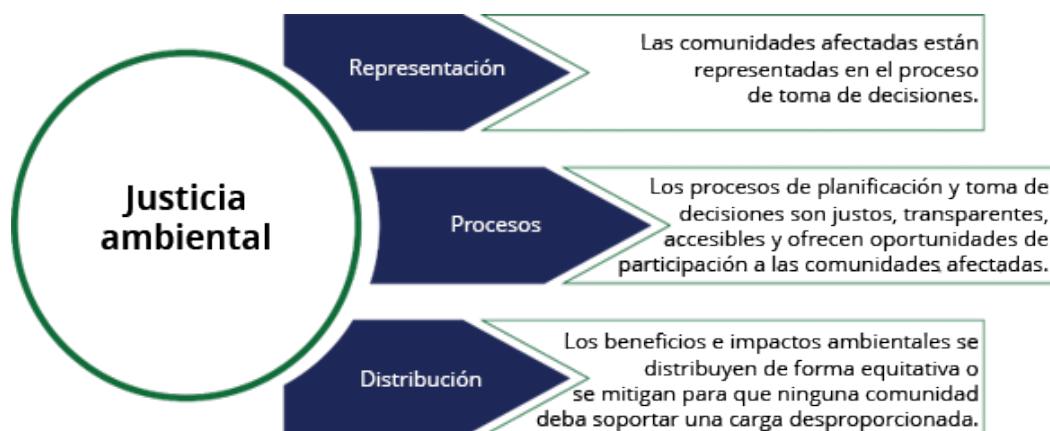 Justicia
ambiental
Representación
Las comunidades afectadas están
representadas en el proceso
de toma de decisiones.
Procesos
Los procesos de planificación y toma de
decisiones son justos, transparentes,
accesibles y ofrecen oportunidades de
participación a las comunidades afectadas.
Distribución
Los beneficios e impactos ambientales se
distribuyen de forma equitativa o
se mitigan para que ninguna comunidad
deba soportar una carga desproporcionada.